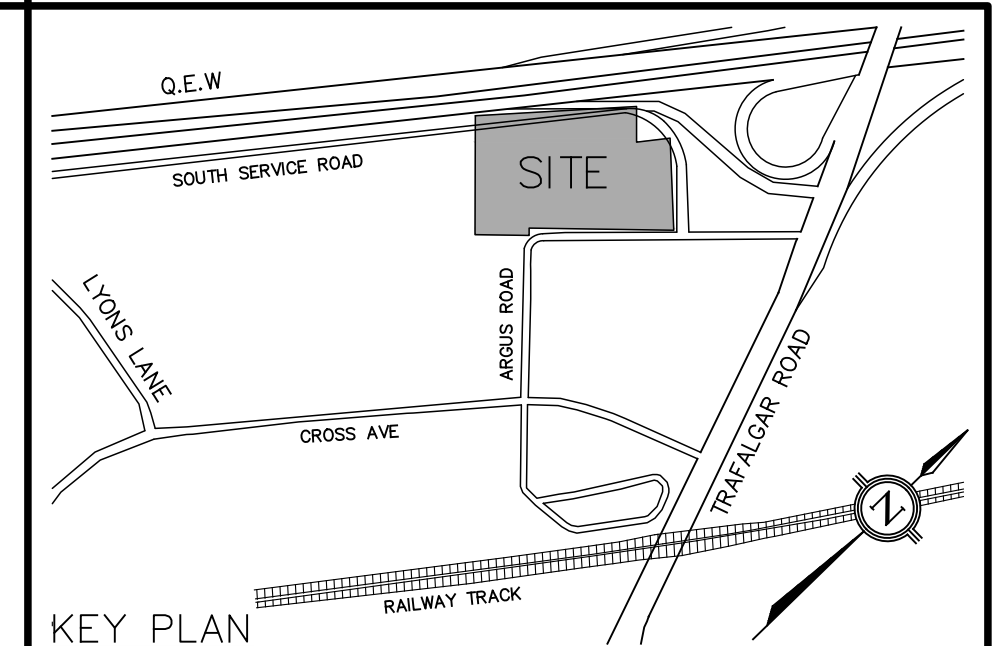 Q.E.W
SOUTH SERVICE ROAD
SITE
LYONS LANE
ARGUS ROAD
TRAFALGAR ROAD
CROSS AVE
N
RAILWAY TRACK
KEY PLAN